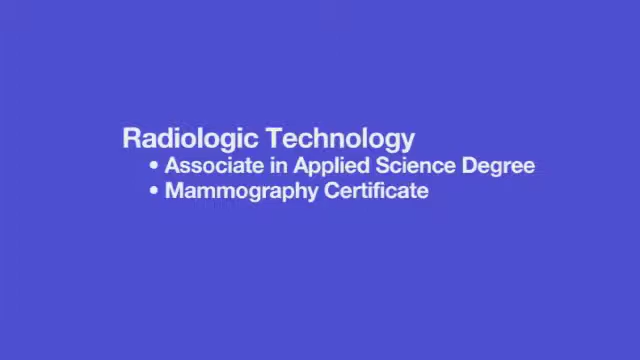 Radiologic Technology
• Associate in Applied Science Degree
• Mammography Certificate